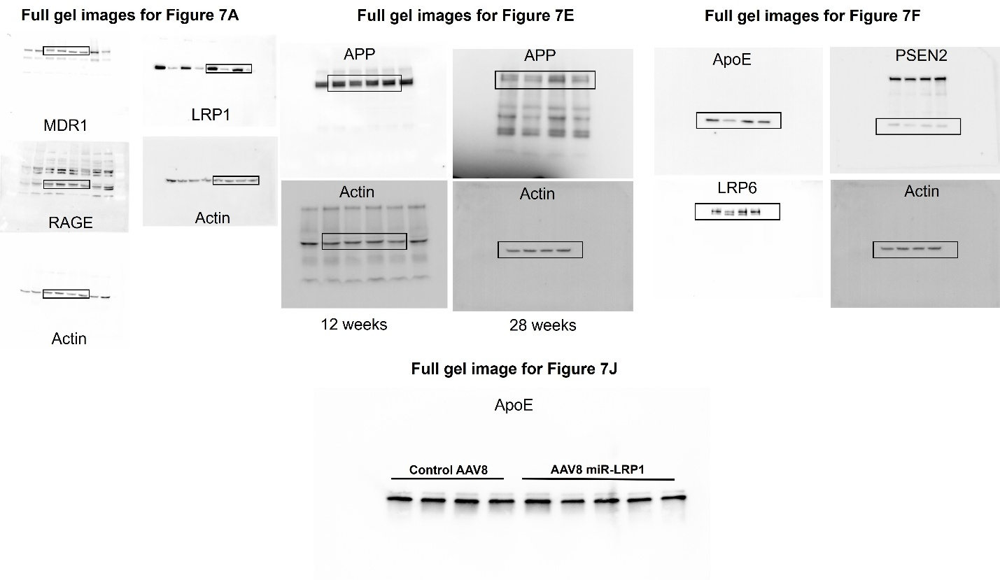 Full gel images for Figure 7A
MDR1
LRP1
RAGE
Actin
Actin
Full gel images for Figure 7E
APP
APP
Actin
Actin
12 weeks
28 weeks
Full gel images for Figure 7F
ApoE
PSEN2
LRP6
Actin
Full gel image for Figure 7J
ApoE
Control AAV8
AAV8 miR-LRP1